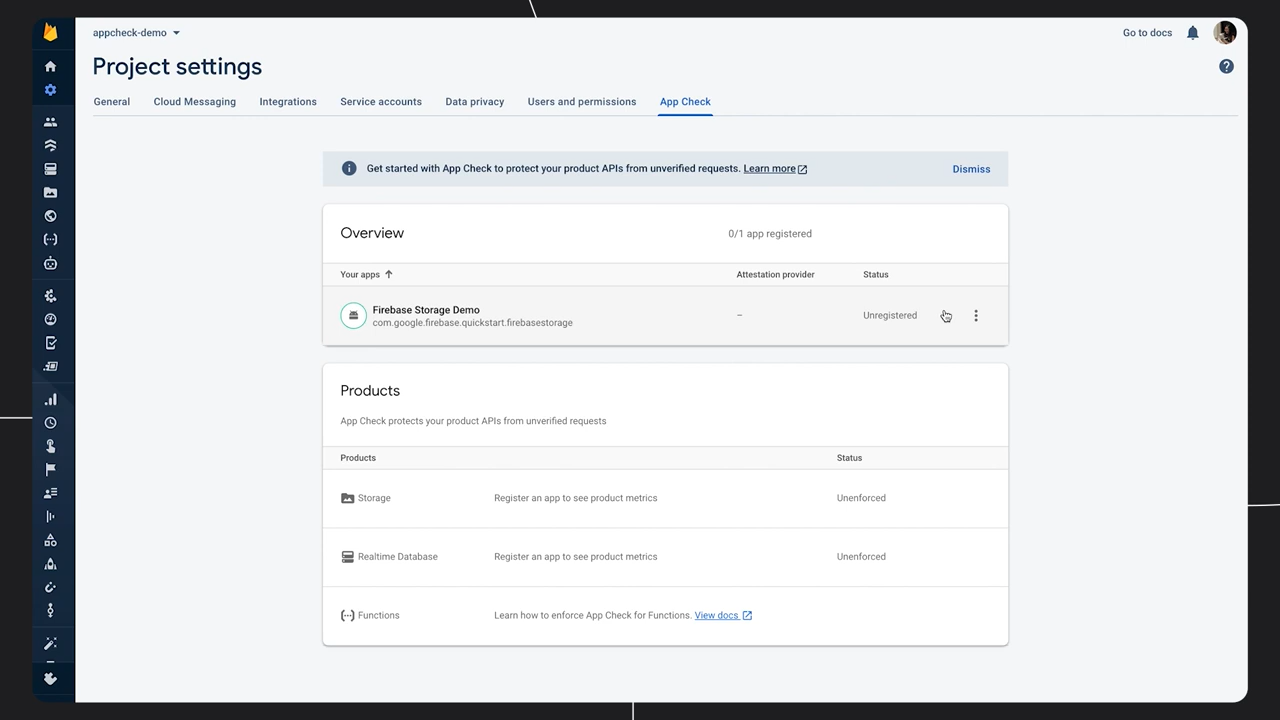 appcheck-demo
Go to docs
Project settings
General
Cloud Messaging
Integrations
Service accounts
Data privacy
Users and permissions
App Check
Get started with App Check to protect your product APIs from unverified requests. Learn more
Dismiss
Overview
0/1 app registered
Your apps
Attestation provider
Status
Firebase Storage Demo
com.google.firebase.quickstart.firebasestorage
–
Unregistered
Products
App Check protects your product APIs from unverified requests
Products
Status
Storage
Register an app to see product metrics
Unenforced
Realtime Database
Register an app to see product metrics
Unenforced
Functions
Learn how to enforce App Check for Functions. View docs